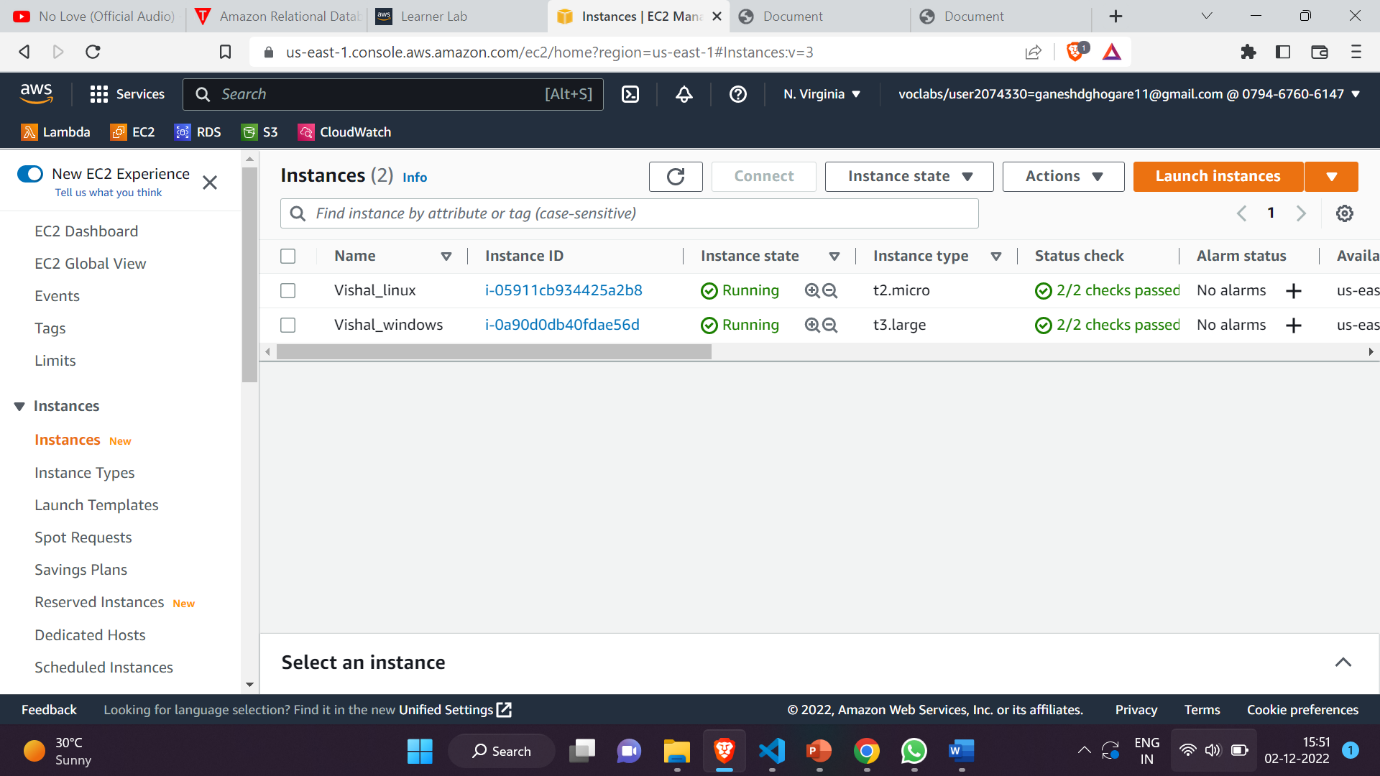 No Love (Official Audio)
Amazon Relational Datab
Learner Lab
Instances | EC2 Mana
Document
Document
us-east-1.console.aws.amazon.com/ec2/home?region=us-east-1#Instances:v=3
1
aws
Services
Search
[Alt+S]
N. Virginia
voclabs/user2074330=ganeshdghogare11@gmail.com @ 0794-6760-6147
Lambda
EC2
RDS
S3
CloudWatch
New EC2 Experience
Tell us what you think
EC2 Dashboard
EC2 Global View
Events
Tags
Limits
Instances
Instances New
Instance Types
Launch Templates
Spot Requests
Savings Plans
Reserved Instances New
Dedicated Hosts
Scheduled Instances
Instances (2) Info
Connect
Instance state
Actions
Launch instances
Find instance by attribute or tag (case-sensitive)
1
Name Instance ID Instance state Instance type Status check Alarm status Availa
Vishal_linux i-05911cb934425a2b8 Running t2.micro 2/2 checks passed No alarms us-eas
Vishal_windows i-0a90d0db40fdae56d Running t3.large 2/2 checks passed No alarms us-eas
Select an instance
Feedback Looking for language selection? Find it in the new Unified Settings
© 2022, Amazon Web Services, Inc. or its affiliates. Privacy Terms Cookie preferences
30°C
Sunny
Search
ENG
IN
15:51
02-12-2022
1